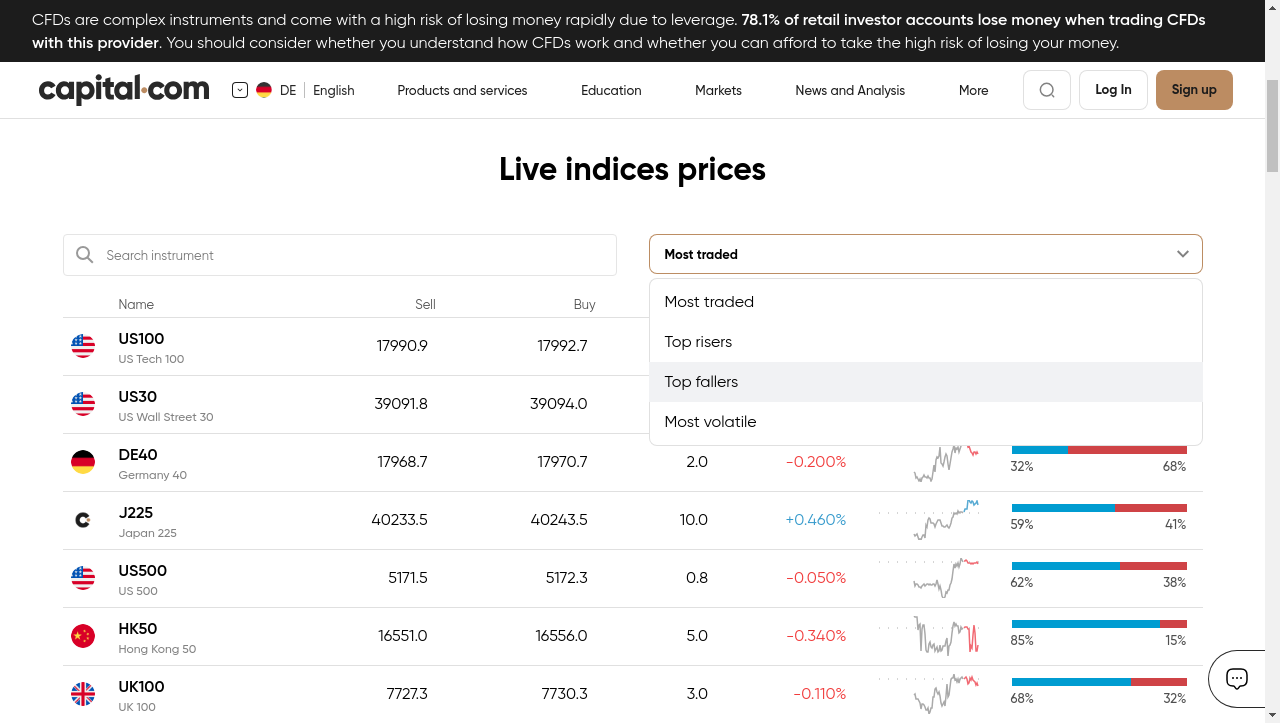 CFDs are complex instruments and come with a high risk of losing money rapidly due to leverage. 78.1% of retail investor accounts lose money when trading CFDs
with this provider. You should consider whether you understand how CFDs work and whether you can afford to take the high risk of losing your money.
capital.com DE English Products and services Education Markets News and Analysis More Log In Sign up
Live indices prices
Search instrument Most traded
Most traded
Top risers
Top fallers
Most volatile
Name Sell Buy
US100 17990.9 17992.7
US Tech 100
US30 39091.8 39094.0
US Wall Street 30
DE40 17968.7 17970.7 2.0 -0.200% 32% 68%
Germany 40
J225 40233.5 40243.5 10.0 +0.460% 59% 41%
Japan 225
US500 5171.5 5172.3 0.8 -0.050% 62% 38%
US 500
HK50 16551.0 16556.0 5.0 -0.340% 85% 15%
Hong Kong 50
UK100 7727.3 7730.3 3.0 -0.110% 68% 32%
UK 100